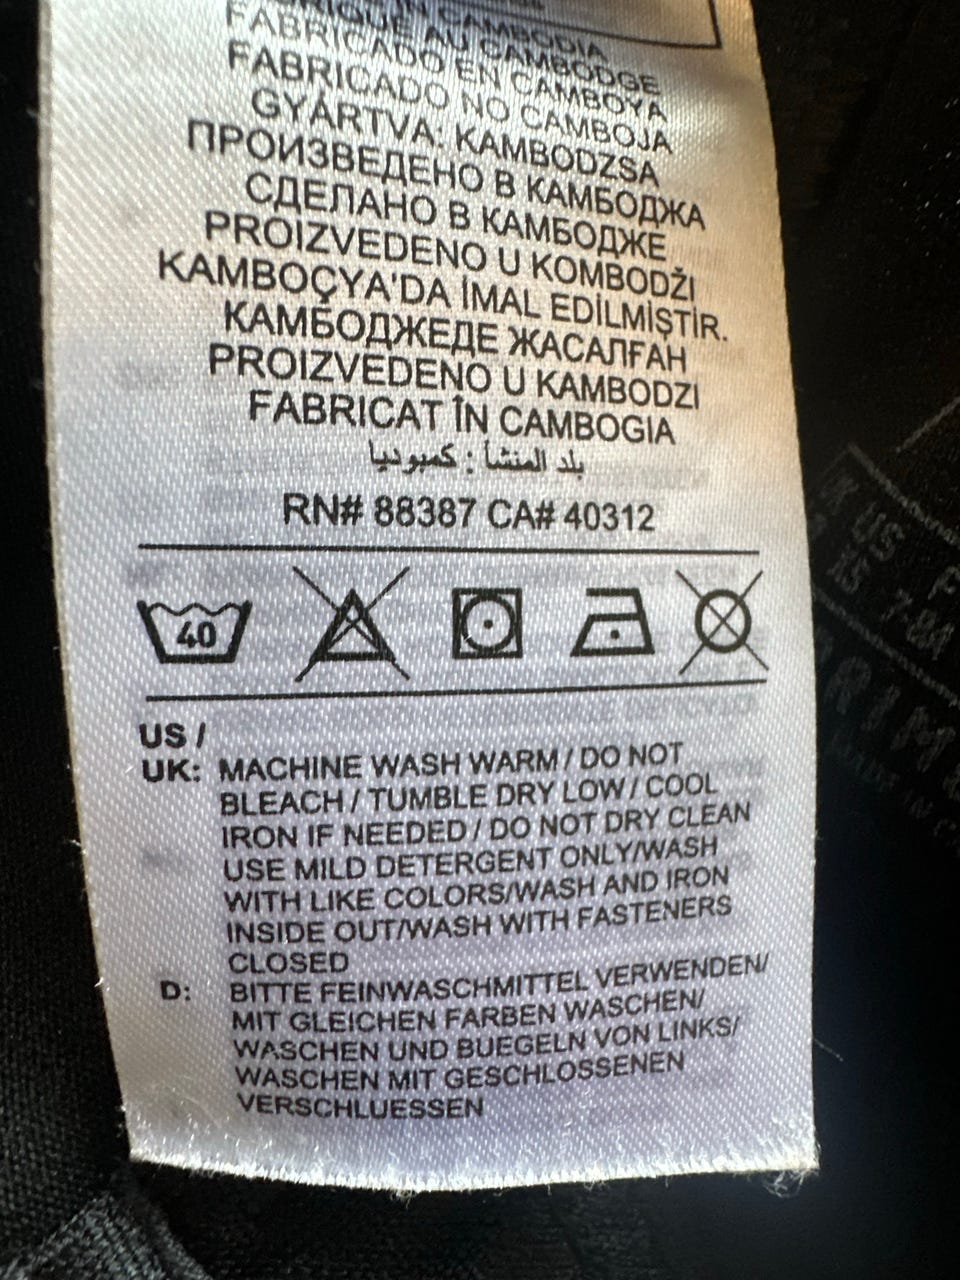 IN CAMBODIA
FABRIQUÉ AU CAMBODGE
FABRICADO EN CAMBOYA
FABRICADO NO CAMBOJA
GYÁRTVA: KAMBODZSA
ПРОИЗВЕДЕНО В КАМБОДЖА
СДЕЛАНО В КАМБОДЖЕ
PROIZVEDENO U KOMBODŽI
KAMBOÇYA'DA İMAL EDİLMİŞTİR.
КАМБОДЖЕДЕ ЖАСАЛҒАН
PROIZVEDENO U KAMBODZI
FABRICAT ÎN CAMBOGIA
بلد المنشأ : كمبوديا
RN# 88387 CA# 40312
40
US /
UK: MACHINE WASH WARM / DO NOT
BLEACH / TUMBLE DRY LOW / COOL
IRON IF NEEDED / DO NOT DRY CLEAN
USE MILD DETERGENT ONLY/WASH
WITH LIKE COLORS/WASH AND IRON
INSIDE OUT/WASH WITH FASTENERS
CLOSED
D: BITTE FEINWASCHMITTEL VERWENDEN/
MIT GLEICHEN FARBEN WASCHEN/
WASCHEN UND BUEGELN VON LINKS/
WASCHEN MIT GESCHLOSSENEN
VERSCHLUESSEN
US